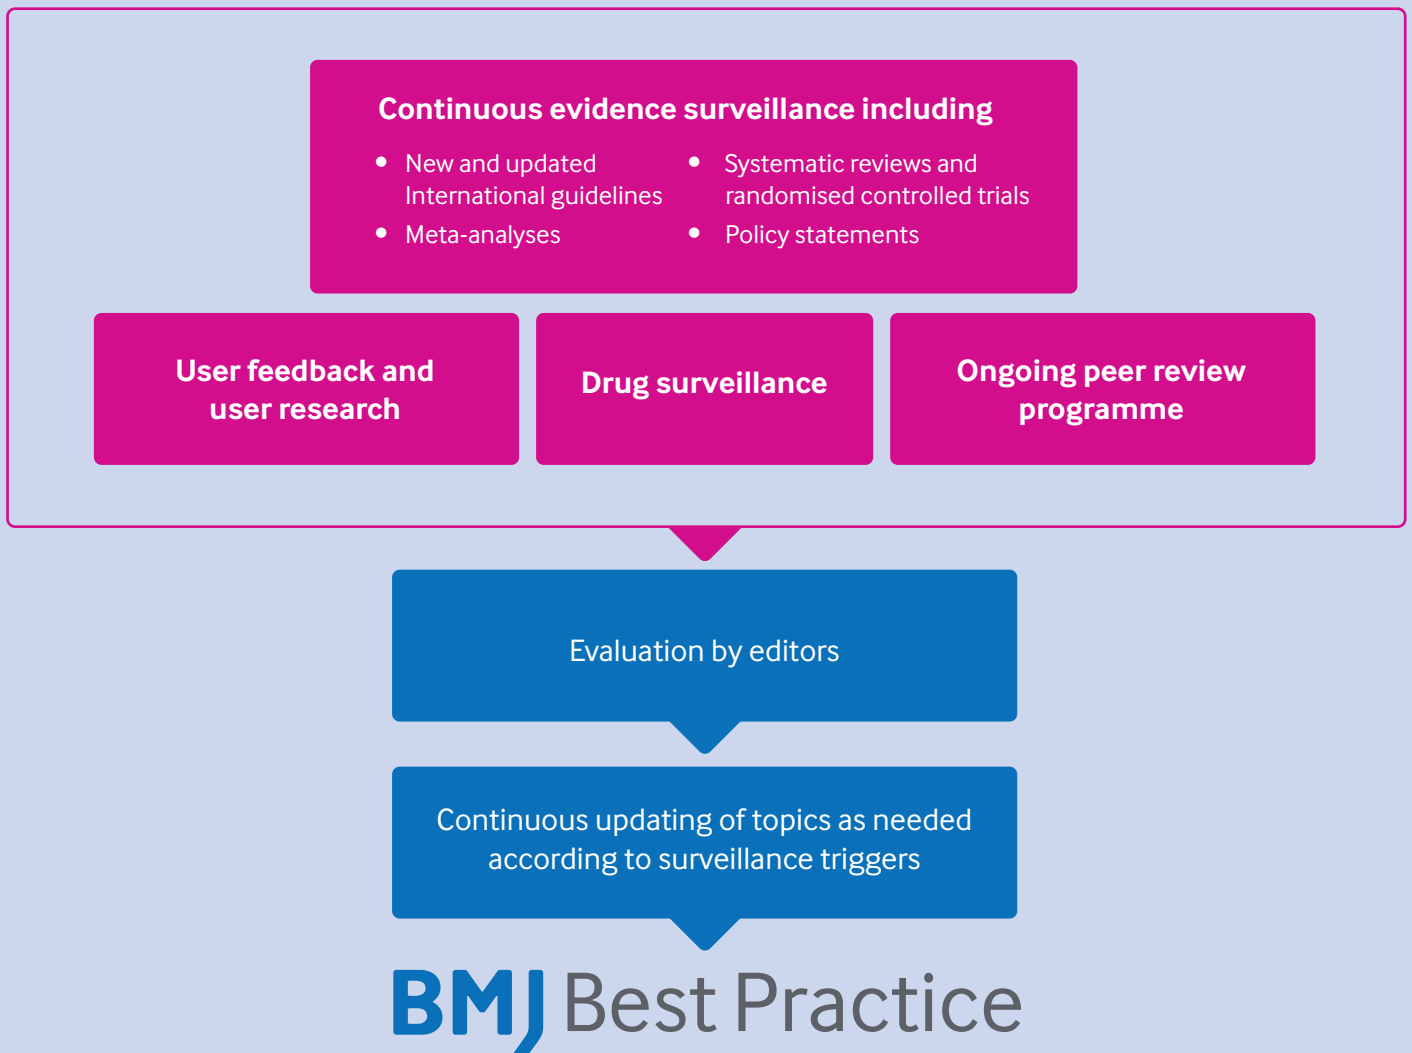 Continuous evidence surveillance including
• New and updated
International guidelines
• Meta-analyses
• Systematic reviews and
randomised controlled trials
• Policy statements
User feedback and
user research
Drug surveillance
Ongoing peer review
programme
Evaluation by editors
Continuous updating of topics as needed
according to surveillance triggers
BMJ Best Practice